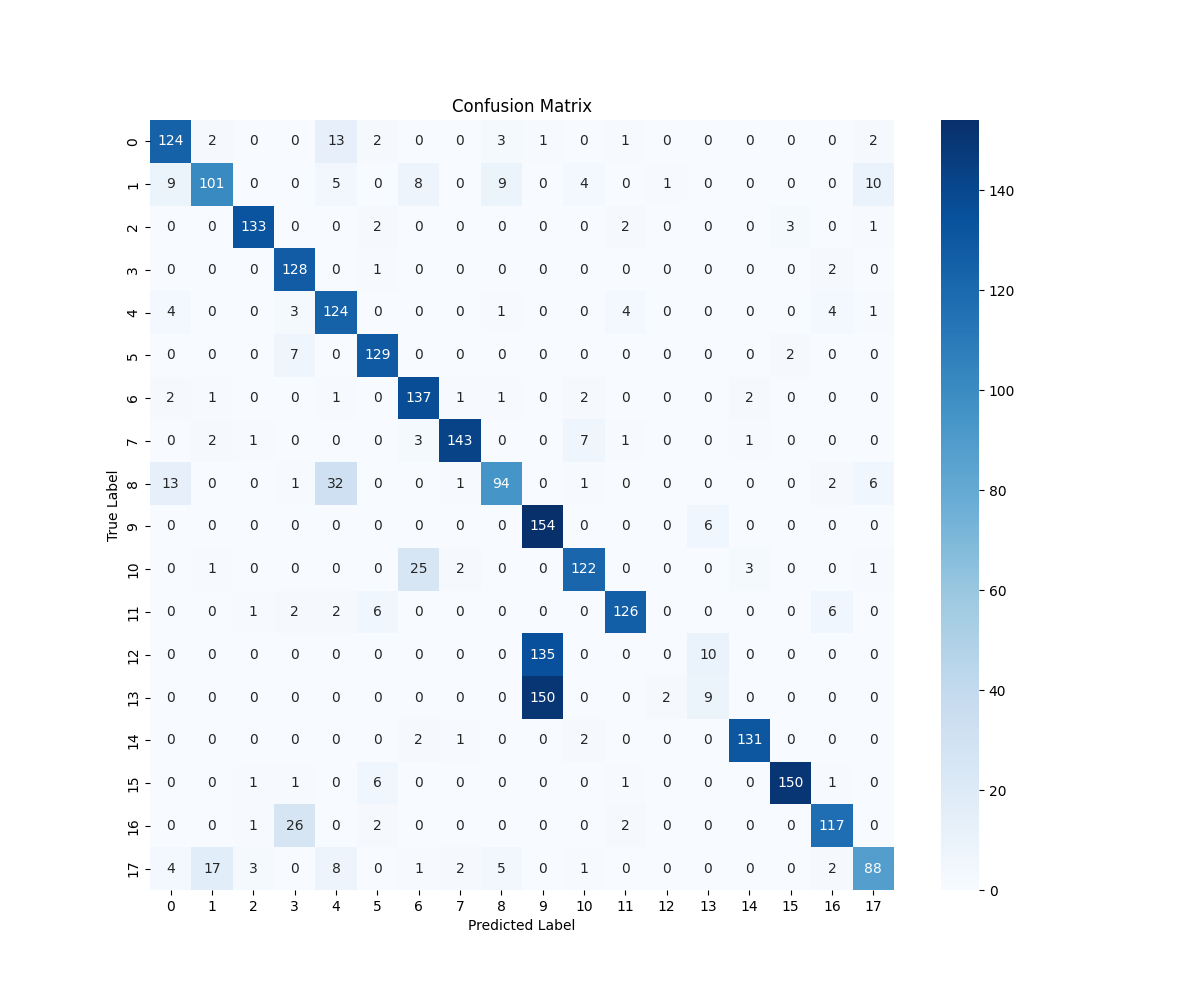 Confusion Matrix
0 124 2 0 0 13 2 0 0 3 1 0 1 0 0 0 0 0 2
1 9 101 0 0 5 0 8 0 9 0 4 0 1 0 0 0 0 10 140
2 0 0 133 0 0 2 0 0 0 0 0 2 0 0 0 3 0 1
3 0 0 0 128 0 1 0 0 0 0 0 0 0 0 0 0 2 0
4 4 0 0 3 124 0 0 0 1 0 0 4 0 0 0 0 4 1 120
5 0 0 0 7 0 129 0 0 0 0 0 0 0 0 0 2 0 0
6 2 1 0 0 1 0 137 1 1 0 2 0 0 0 2 0 0 0 100
7 0 2 1 0 0 0 3 143 0 0 7 1 0 0 1 0 0 0
8 13 0 0 1 32 0 0 1 94 0 1 0 0 0 0 0 2 6 80
True Label
9 0 0 0 0 0 0 0 0 0 154 0 0 0 6 0 0 0 0
10 0 1 0 0 0 0 25 2 0 0 122 0 0 0 3 0 0 1 60
11 0 0 1 2 2 6 0 0 0 0 0 126 0 0 0 0 6 0
12 0 0 0 0 0 0 0 0 0 135 0 0 0 10 0 0 0 0
13 0 0 0 0 0 0 0 0 0 150 0 0 2 9 0 0 0 0 40
14 0 0 0 0 0 0 2 1 0 0 2 0 0 0 131 0 0 0
15 0 0 1 1 0 6 0 0 0 0 0 1 0 0 0 150 1 0 20
16 0 0 1 26 0 2 0 0 0 0 0 2 0 0 0 0 117 0
17 4 17 3 0 8 0 1 2 5 0 1 0 0 0 0 0 2 88 0
0 1 2 3 4 5 6 7 8 9 10 11 12 13 14 15 16 17
Predicted Label